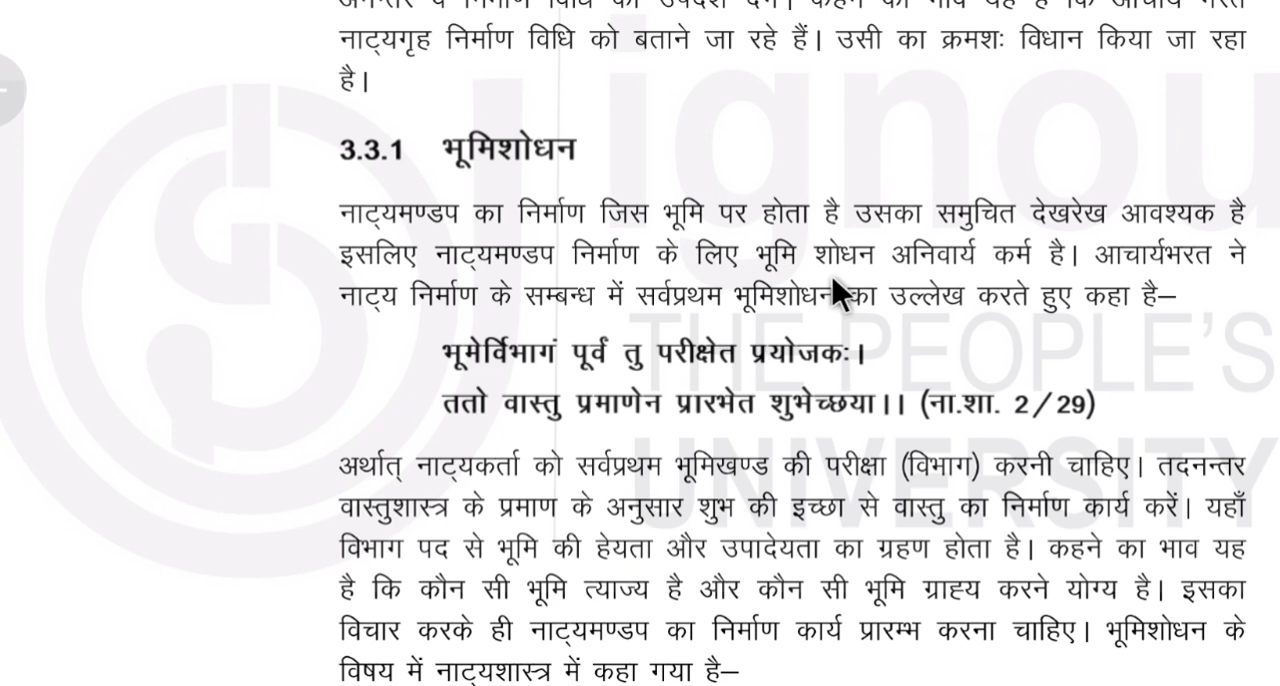 नाट्यगृह निर्माण विधि को बताने जा रहे हैं। उसी का क्रमशः विधान किया जा रहा
है।
3.3.1 भूमिशोधन
नाट्यमण्डप का निर्माण जिस भूमि पर होता है उसका समुचित देखरेख आवश्यक है
इसलिए नाट्यमण्डप निर्माण के लिए भूमि शोधन अनिवार्य कर्म है। आचार्यभरत ने
नाट्य निर्माण के सम्बन्ध में सर्वप्रथम भूमिशोधन का उल्लेख करते हुए कहा है–
भूमेर्विभागं पूर्वं तु परीक्षेत प्रयोजकः।
ततो वास्तु प्रमाणेन प्रारभेत शुभेच्छया।। (ना.शा. 2/29)
अर्थात् नाट्यकर्ता को सर्वप्रथम भूमिखण्ड की परीक्षा (विभाग) करनी चाहिए। तदनन्तर
वास्तुशास्त्र के प्रमाण के अनुसार शुभ की इच्छा से वास्तु का निर्माण कार्य करें। यहाँ
विभाग पद से भूमि की हेयता और उपादेयता का ग्रहण होता है। कहने का भाव यह
है कि कौन सी भूमि त्याज्य है और कौन सी भूमि ग्राह्य करने योग्य है। इसका
विचार करके ही नाट्यमण्डप का निर्माण कार्य प्रारम्भ करना चाहिए। भूमिशोधन के
विषय में नाट्यशास्त्र में कहा गया है–
ignou
THE PEOPLE'S
UNIVERSITY